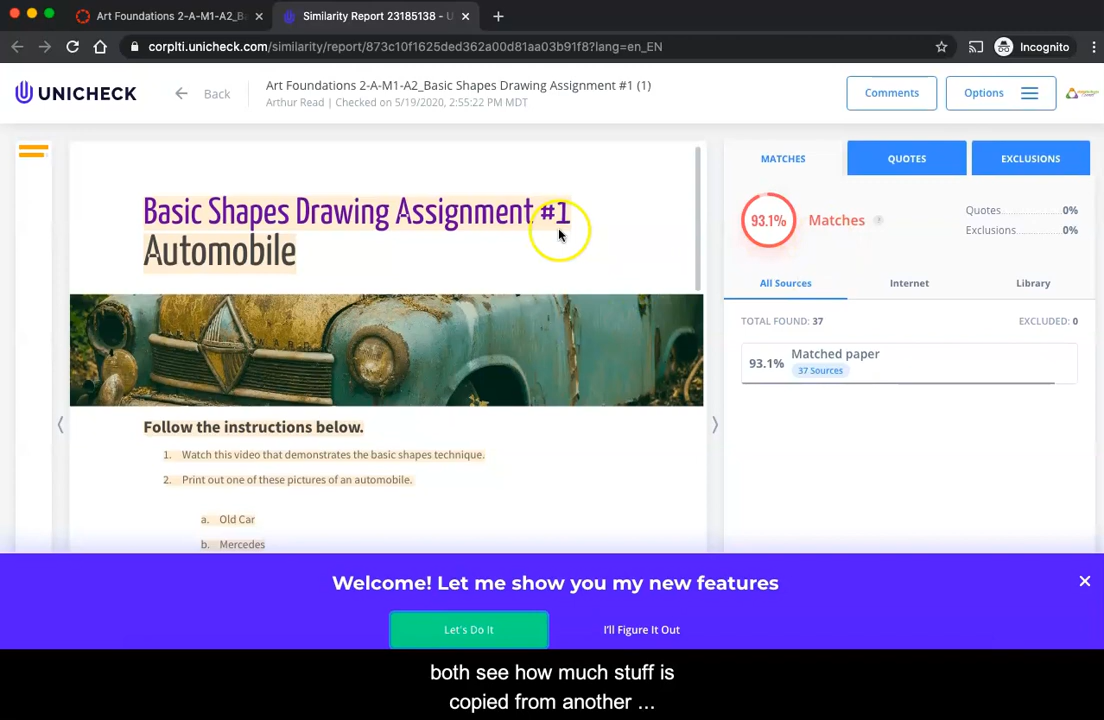 Art Foundations 2-A-M1-A2_B
Similarity Report 23185138 - U
corplti.unicheck.com/similarity/report/873c10f1625ded362a00d81aa03b91f8?lang=en_EN
Incognito
UNICHECK
Back
Art Foundations 2-A-M1-A2_Basic Shapes Drawing Assignment #1 (1)
Arthur Read | Checked on 5/19/2020, 2:55:22 PM MDT
Comments
Options
Basic Shapes Drawing Assignment #1
Automobile
Follow the instructions below.
1. Watch this video that demonstrates the basic shapes technique.
2. Print out one of these pictures of an automobile.
a. Old Car
b. Mercedes
MATCHES
QUOTES
EXCLUSIONS
93.1%
Matches
Quotes 0%
Exclusions 0%
All Sources
Internet
Library
TOTAL FOUND: 37
EXCLUDED: 0
93.1%
Matched paper
37 Sources
Welcome! Let me show you my new features
Let's Do It
I'll Figure It Out
both see how much stuff is
copied from another ...